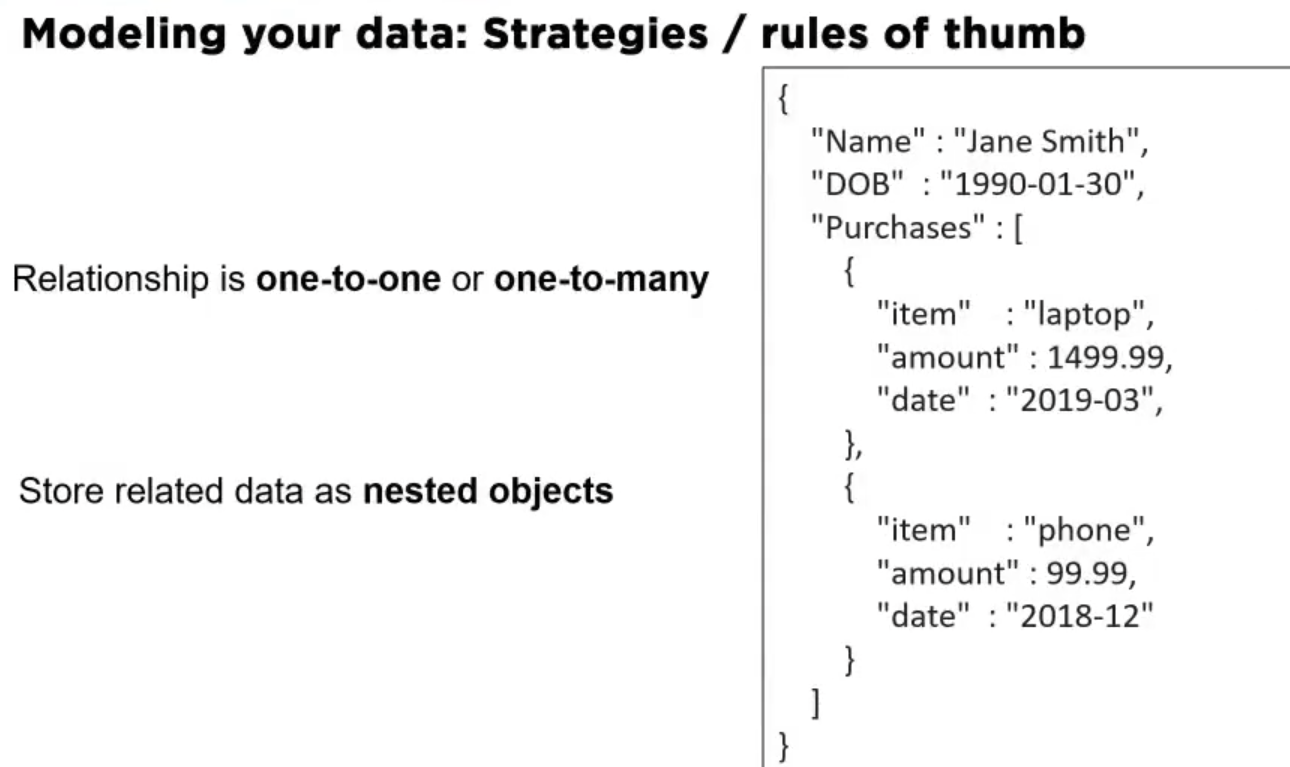 Modeling your data: Strategies / rules of thumb
Relationship is one-to-one or one-to-many
Store related data as nested objects
{
"Name" : "Jane Smith",
"DOB" : "1990-01-30",
"Purchases" : [
{
"item" : "laptop",
"amount" : 1499.99,
"date" : "2019-03",
},
{
"item" : "phone",
"amount" : 99.99,
"date" : "2018-12"
}
]
}